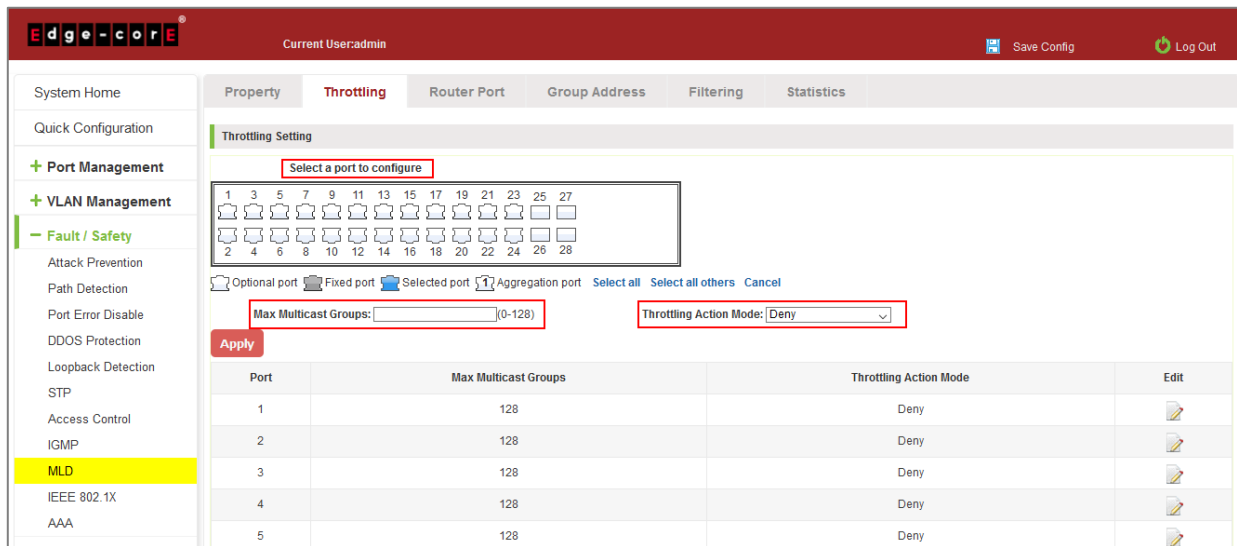 Edge-corE®
Current User:admin
Save Config
Log Out
System Home
Quick Configuration
+ Port Management
+ VLAN Management
− Fault / Safety
Attack Prevention
Path Detection
Port Error Disable
DDOS Protection
Loopback Detection
STP
Access Control
IGMP
MLD
IEEE 802.1X
AAA
Property Throttling Router Port Group Address Filtering Statistics
Throttling Setting
Select a port to configure
1 3 5 7 9 11 13 15 17 19 21 23 25 27
2 4 6 8 10 12 14 16 18 20 22 24 26 28
Optional port Fixed port Selected port 1 Aggregation port Select all Select all others Cancel
Max Multicast Groups: (0-128) Throttling Action Mode: Deny
Apply
Port Max Multicast Groups Throttling Action Mode Edit
1 128 Deny
2 128 Deny
3 128 Deny
4 128 Deny
5 128 Deny